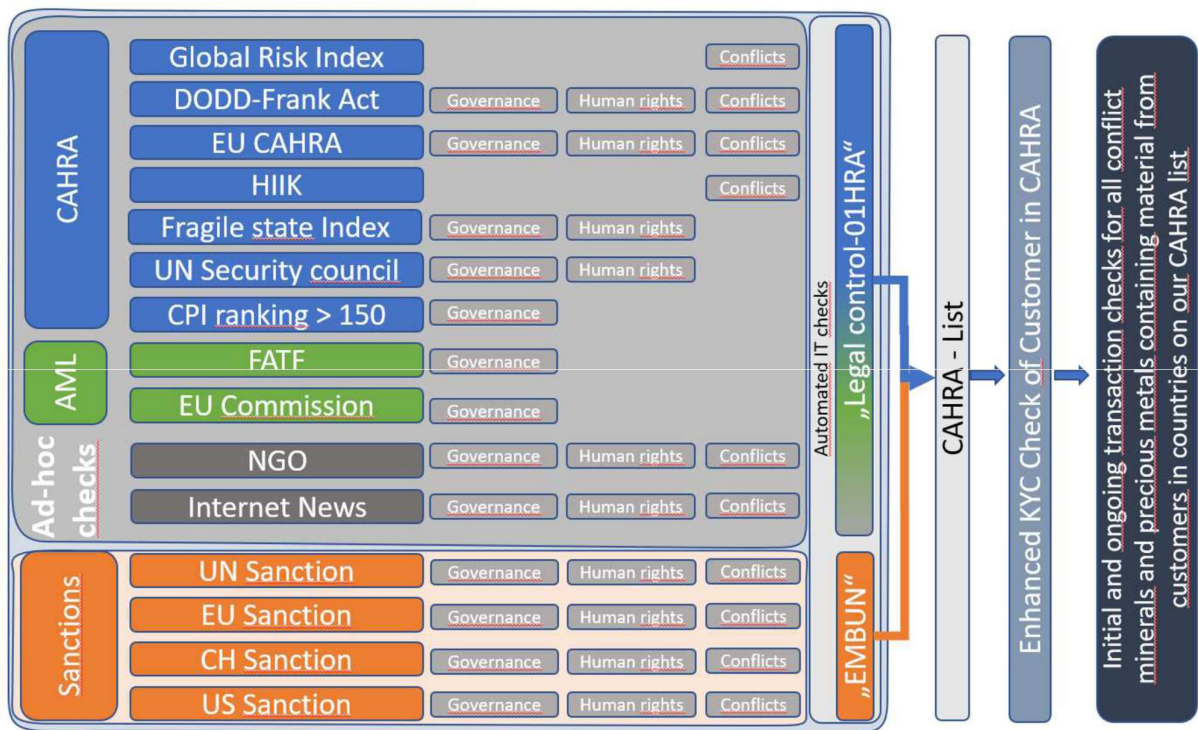 CAHRA
Global Risk Index
Conflicts
DODD-Frank Act
Governance
Human rights
Conflicts
EU CAHRA
Governance
Human rights
Conflicts
HIIK
Conflicts
Fragile state Index
Governance
Human rights
UN Security council
Governance
Human rights
CPI ranking > 150
Governance
AML
FATF
Governance
EU Commission
Governance
Ad-hoc
checks
NGO
Governance
Human rights
Conflicts
Internet News
Governance
Human rights
Conflicts
Sanctions
UN Sanction
Governance
Human rights
Conflicts
EU Sanction
Governance
Human rights
Conflicts
CH Sanction
Governance
Human rights
Conflicts
US Sanction
Governance
Human rights
Conflicts
Automated IT checks
„Legal control-01HRA“
„EMBUN“
CAHRA - List
Enhanced KYC Check of Customer in CAHRA
Initial and ongoing transaction checks for all conflict
minerals and precious metals containing material from
customers in countries on our CAHRA list